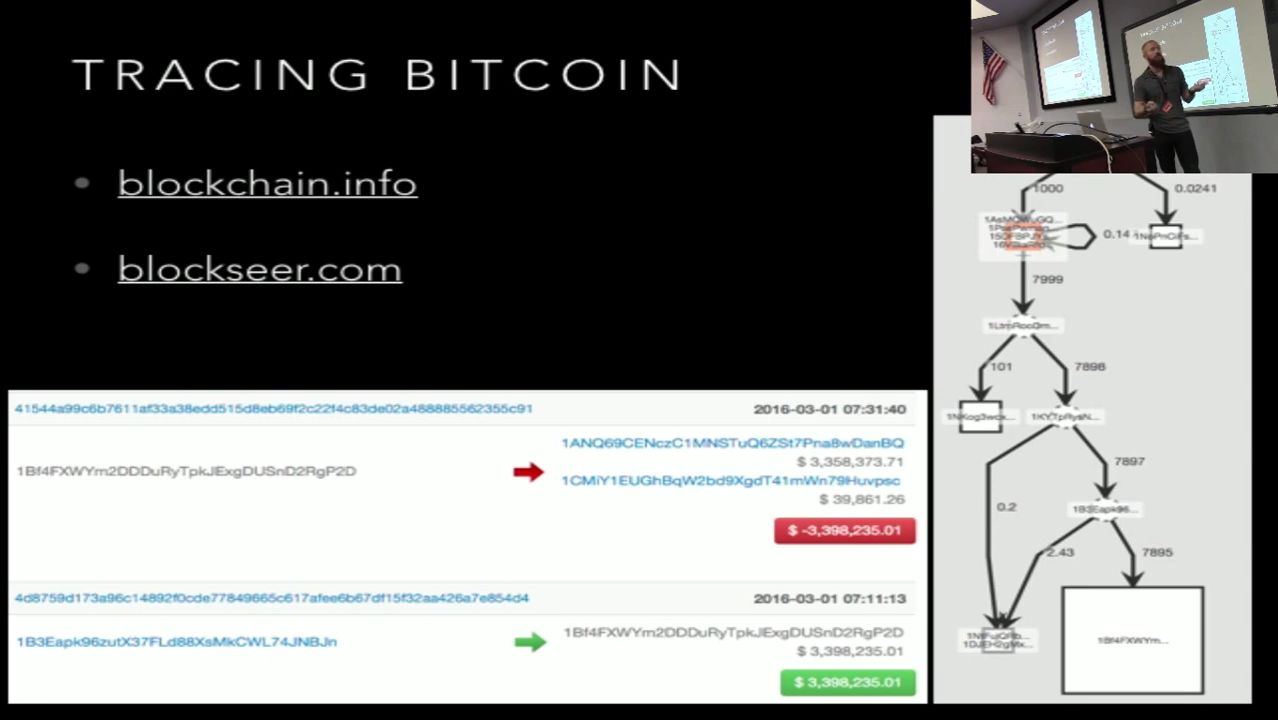 TRACING BITCOIN
blockchain.info
blockseer.com
41544a99c6b7611af33a38edd515d8eb69f2c22f4c83de02a488885562355c91 2016-03-01 07:31:40
1Bf4FXWYm2DDDuRyTpkJExgDUSnD2RgP2D
1ANQ69CENczC1MNSTuQ6ZSt7Pna8wDanBQ
$ 3,358,373.71
1CMiY1EUGhBqW2bd9XgdT41mWn79Huvpsc
$ 39,861.26
$ -3,398,235.01
4d8759d173a96c14892f0cde77849665c617afee6b67df15f32aa426a7e854d4 2016-03-01 07:11:13
1B3Eapk96zutX37FLd88XsMkCWL74JNBJn
1Bf4FXWYm2DDDuRyTpkJExgDUSnD2RgP2D
$ 3,398,235.01
$ 3,398,235.01
1000 0.0241
0.14
7999
101 7898
7897
0.2
1B3Eapk96...
2.43 7895
1Bf4FXWYm...